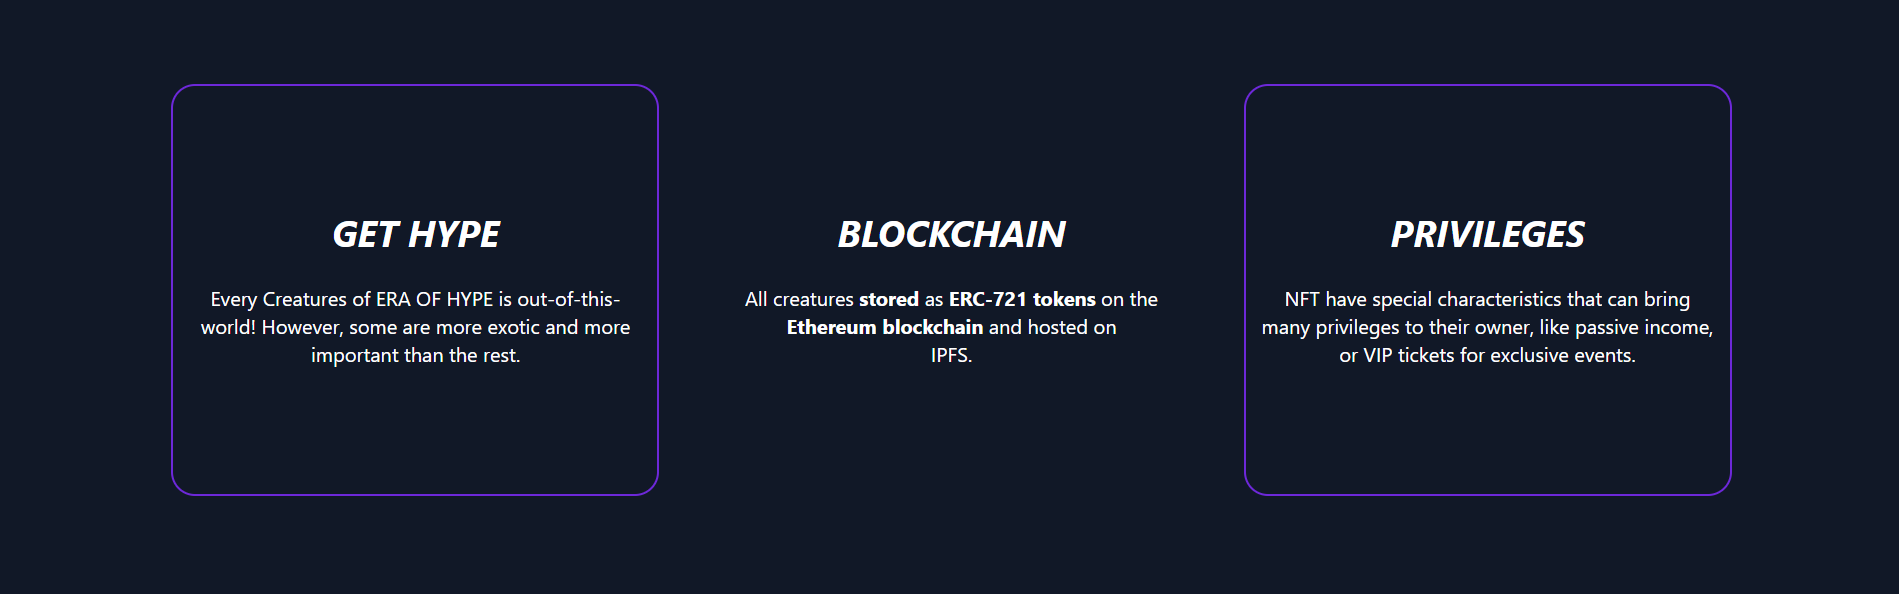 GET HYPE
Every Creatures of ERA OF HYPE is out-of-this-
world! However, some are more exotic and more
important than the rest.
BLOCKCHAIN
All creatures stored as ERC-721 tokens on the
Ethereum blockchain and hosted on
IPFS.
PRIVILEGES
NFT have special characteristics that can bring
many privileges to their owner, like passive income,
or VIP tickets for exclusive events.